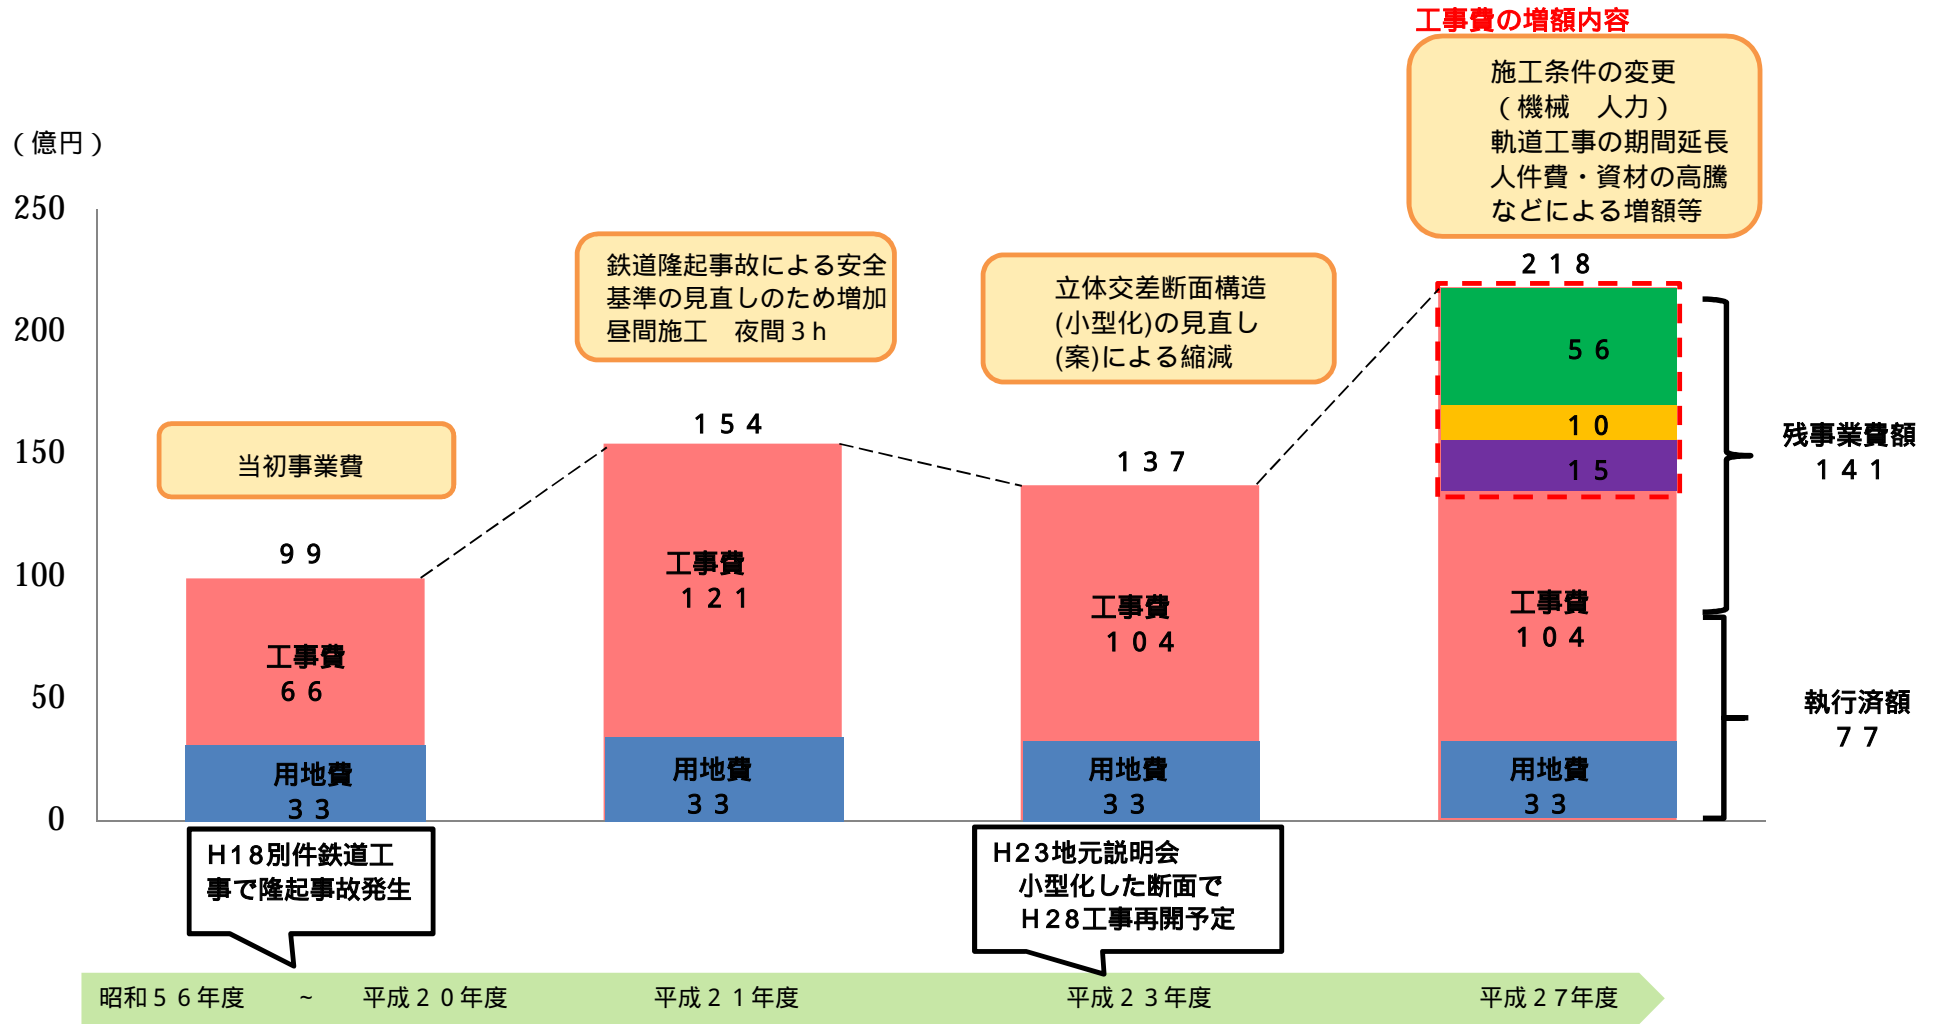 工事費の増額内容
施工条件の変更
（機械　人力）
軌道工事の期間延長
人件費・資材の高騰
などによる増額等
（億円）
250
200
150
100
50
0
当初事業費
鉄道隆起事故による安全
基準の見直しのため増加
昼間施工　夜間３ｈ
立体交差断面構造
(小型化)の見直し
(案)による縮減
９９
工事費
６６
用地費
３３
１５４
工事費
１２１
用地費
３３
１３７
工事費
１０４
用地費
３３
２１８
５６
１０
１５
工事費
１０４
用地費
３３
残事業費額
１４１
執行済額
７７
H18別件鉄道工
事で隆起事故発生
H23地元説明会
小型化した断面で
H28工事再開予定
昭和５６年度　～　平成２０年度　平成２１年度　平成２３年度　平成２７年度